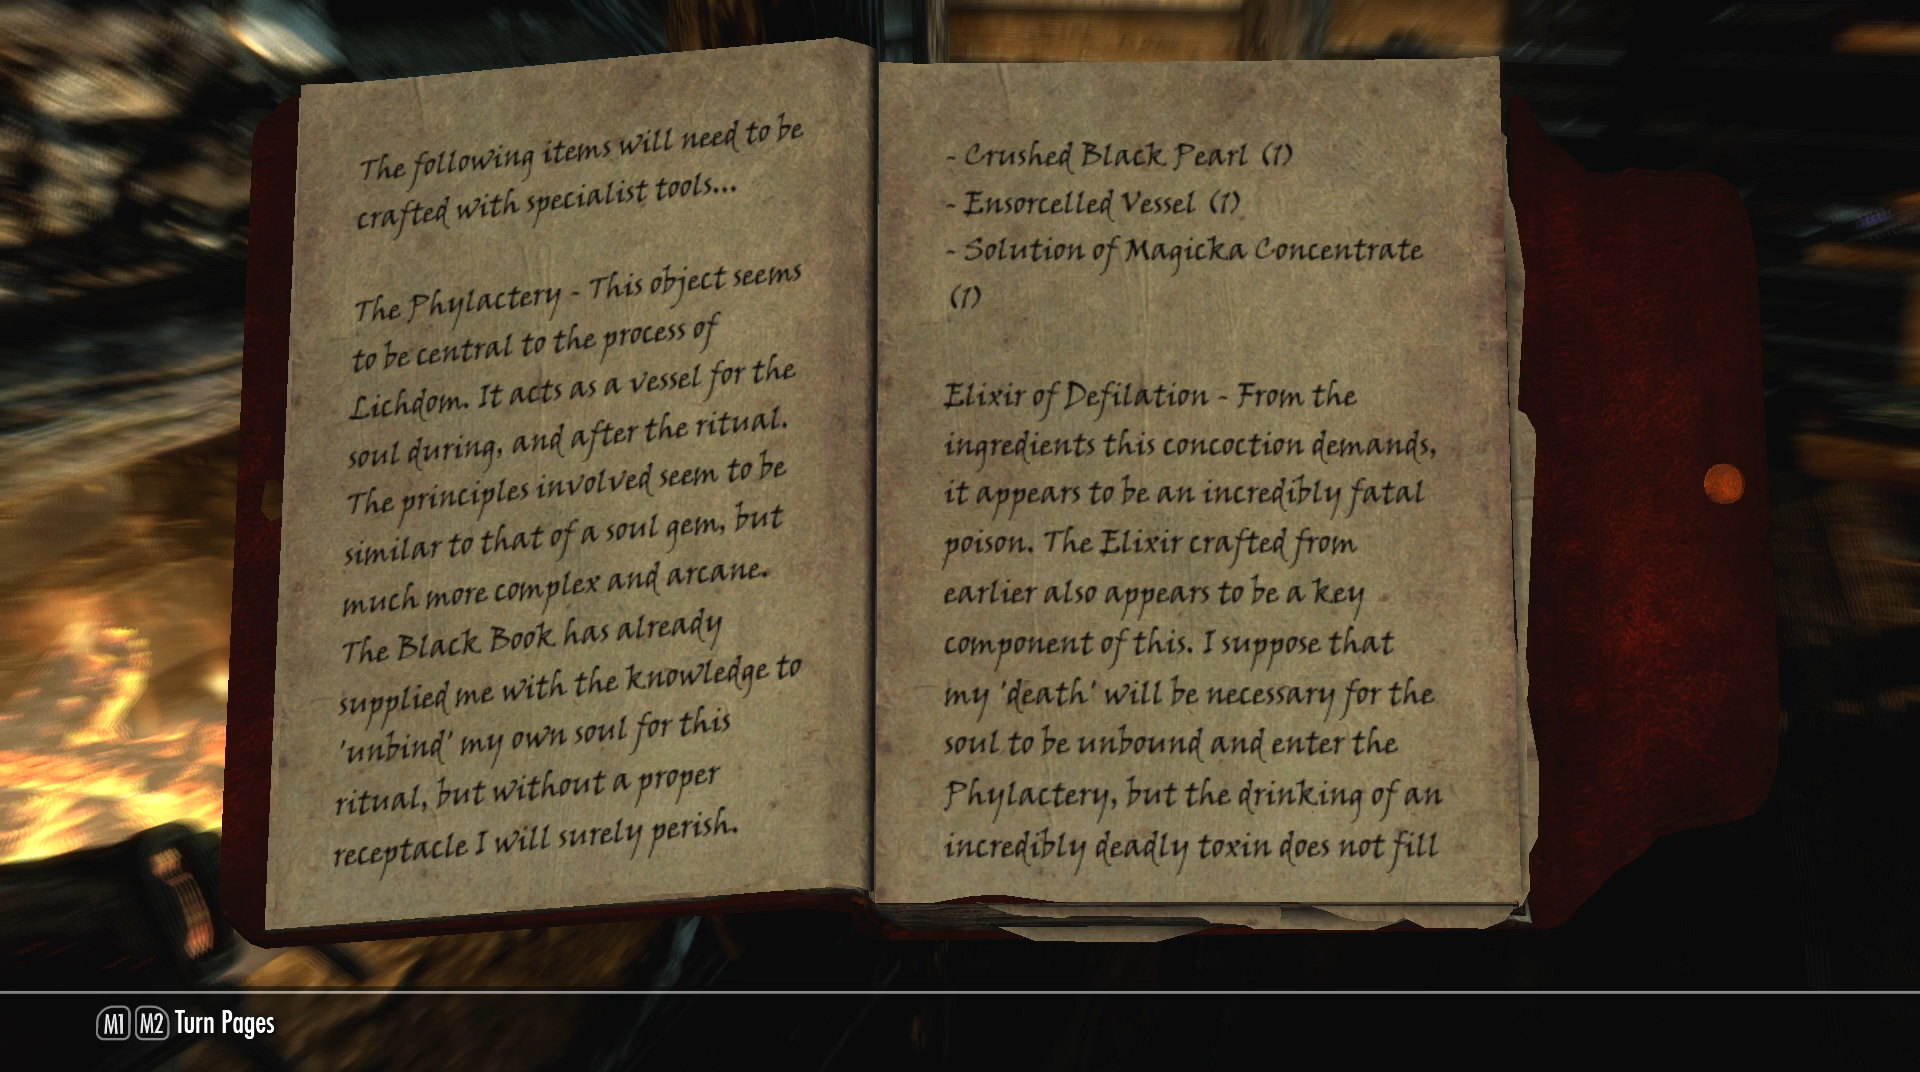 The following items will need to be
crafted with specialist tools...
The Phylactery - This object seems
to be central to the process of
Lichdom. It acts as a vessel for the
soul during, and after the ritual.
The principles involved seem to be
similar to that of a soul gem, but
much more complex and arcane.
The Black Book has already
supplied me with the knowledge to
'unbind' my own soul for this
ritual, but without a proper
receptacle I will surely perish.
- Crushed Black Pearl (1)
- Ensorcelled Vessel (1)
- Solution of Magicka Concentrate
(1)
Elixir of Defilation - From the
ingredients this concoction demands,
it appears to be an incredibly fatal
poison. The Elixir crafted from
earlier also appears to be a key
component of this. I suppose that
my 'death' will be necessary for the
soul to be unbound and enter the
Phylactery, but the drinking of an
incredibly deadly toxin does not fill
M1 M2 Turn Pages